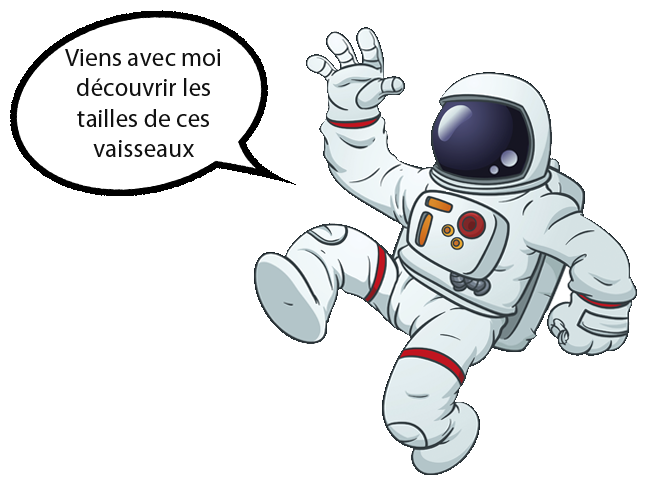 Viens avec moi
découvrir les
tailles de ces
vaisseaux